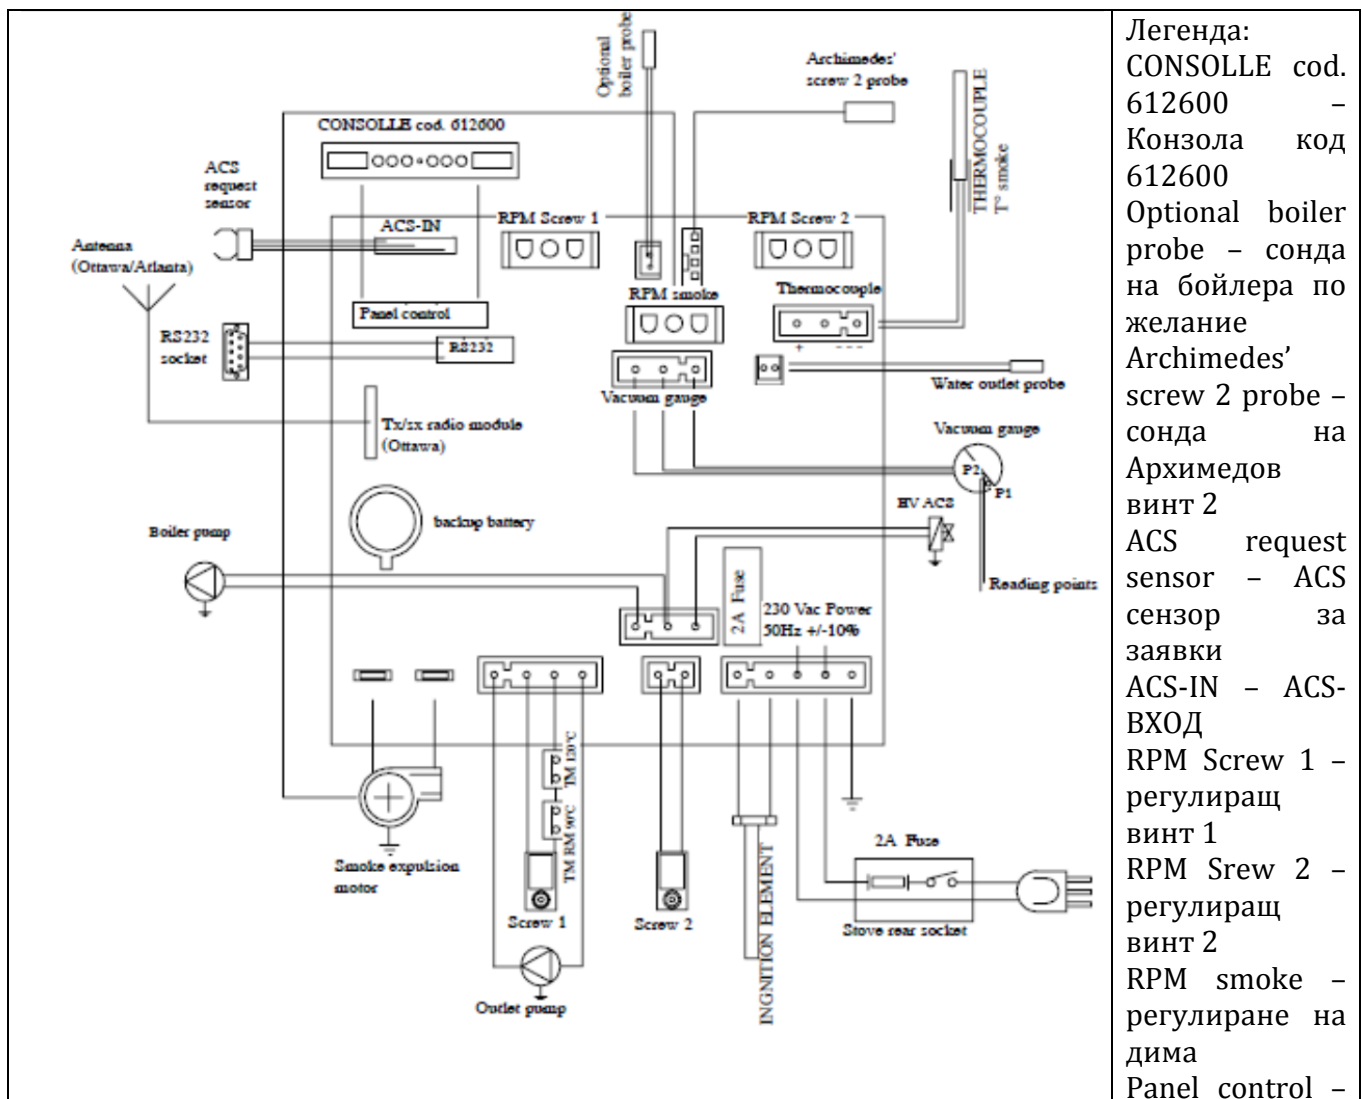 Optional
boiler probe
Archimedes'
screw 2 probe
CONSOLLE cod. 612600
THERMOCOUPLE
T° smoke
ACS
request
sensor
RPM Screw 1
RPM Screw 2
ACS-IN
Antenna
(Ottawa/Atlanta)
RPM smoke
Thermocouple
Panel control
RS232
socket
RS232
+ ---
Water outlet probe
Vacuum gauge
Tx/sx radio module
(Ottawa)
Vacuum gauge
P2
P1
HV ACS
backup battery
Boiler pump
Reading points
2A Fuse
230 Vac Power
50Hz +/-10%
TM 120°C
TM RM 90°C
Smoke expulsion
motor
2A Fuse
INGNITION ELEMENT
Screw 1
Screw 2
Stove rear socket
Outlet pump
Легенда:
CONSOLLE cod.
612600 –
Конзола код
612600
Optional boiler
probe – сонда
на бойлера по
желание
Archimedes’
screw 2 probe –
сонда на
Архимедов
винт 2
ACS request
sensor – ACS
сензор за
заявки
ACS-IN – ACS-
ВХОД
RPM Screw 1 –
регулиращ
винт 1
RPM Srew 2 –
регулиращ
винт 2
RPM smoke –
регулиране на
дима
Panel control –